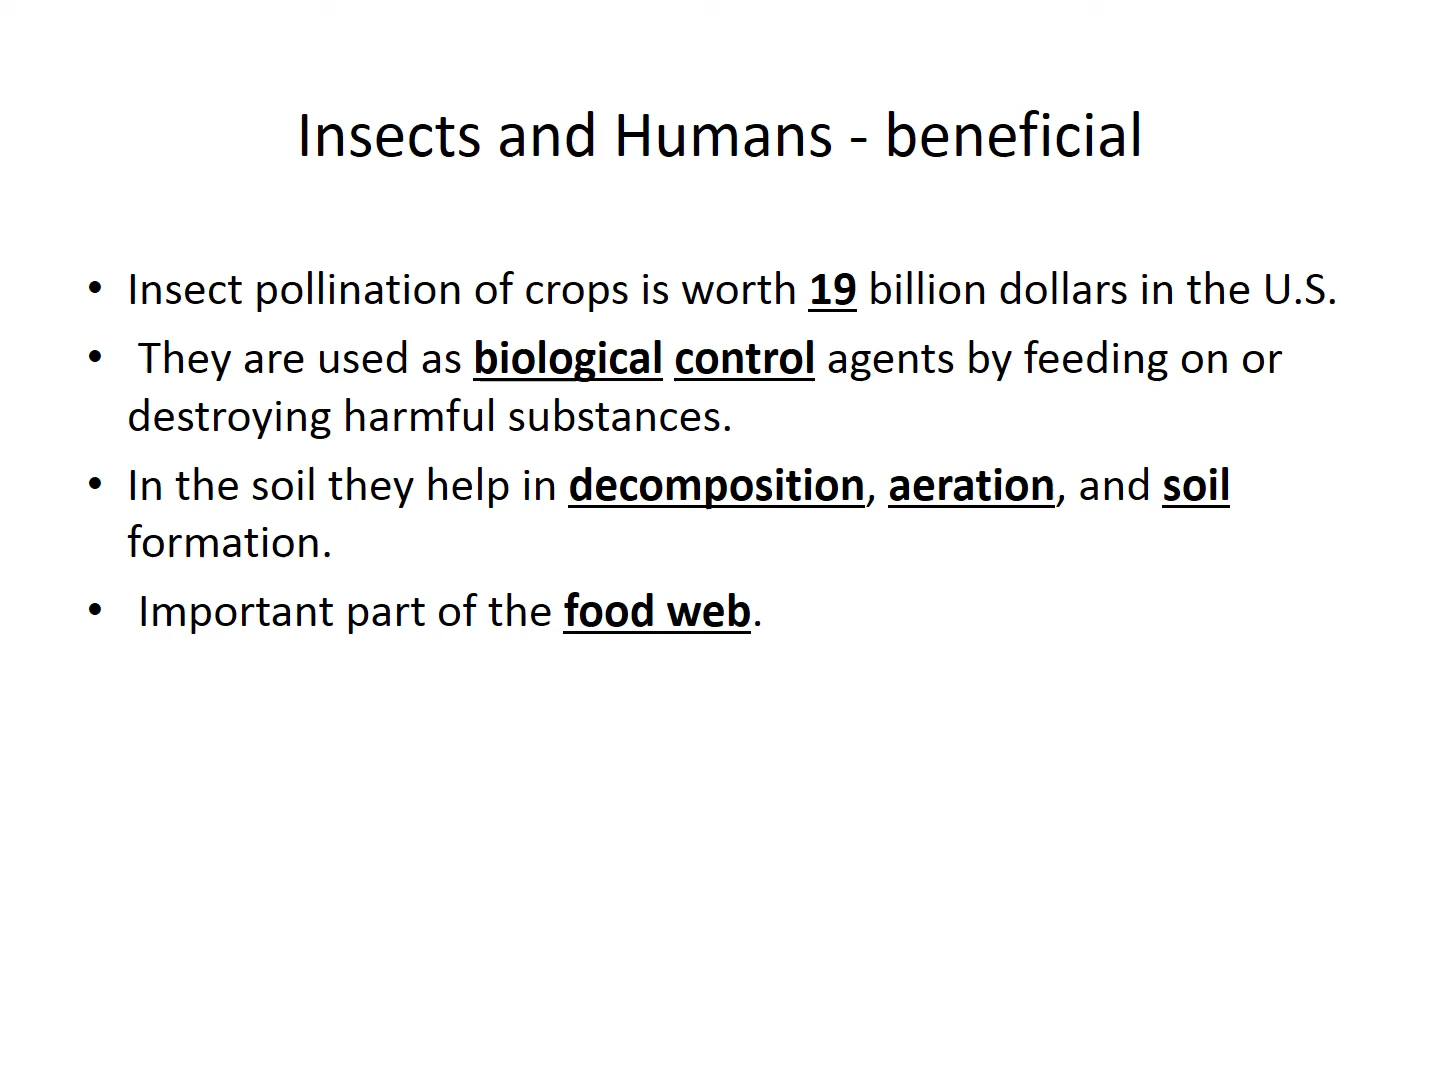 Insects and Humans - beneficial
• Insect pollination of crops is worth 19 billion dollars in the U.S.
• They are used as biological control agents by feeding on or
destroying harmful substances.
• In the soil they help in decomposition, aeration, and soil
formation.
• Important part of the food web.